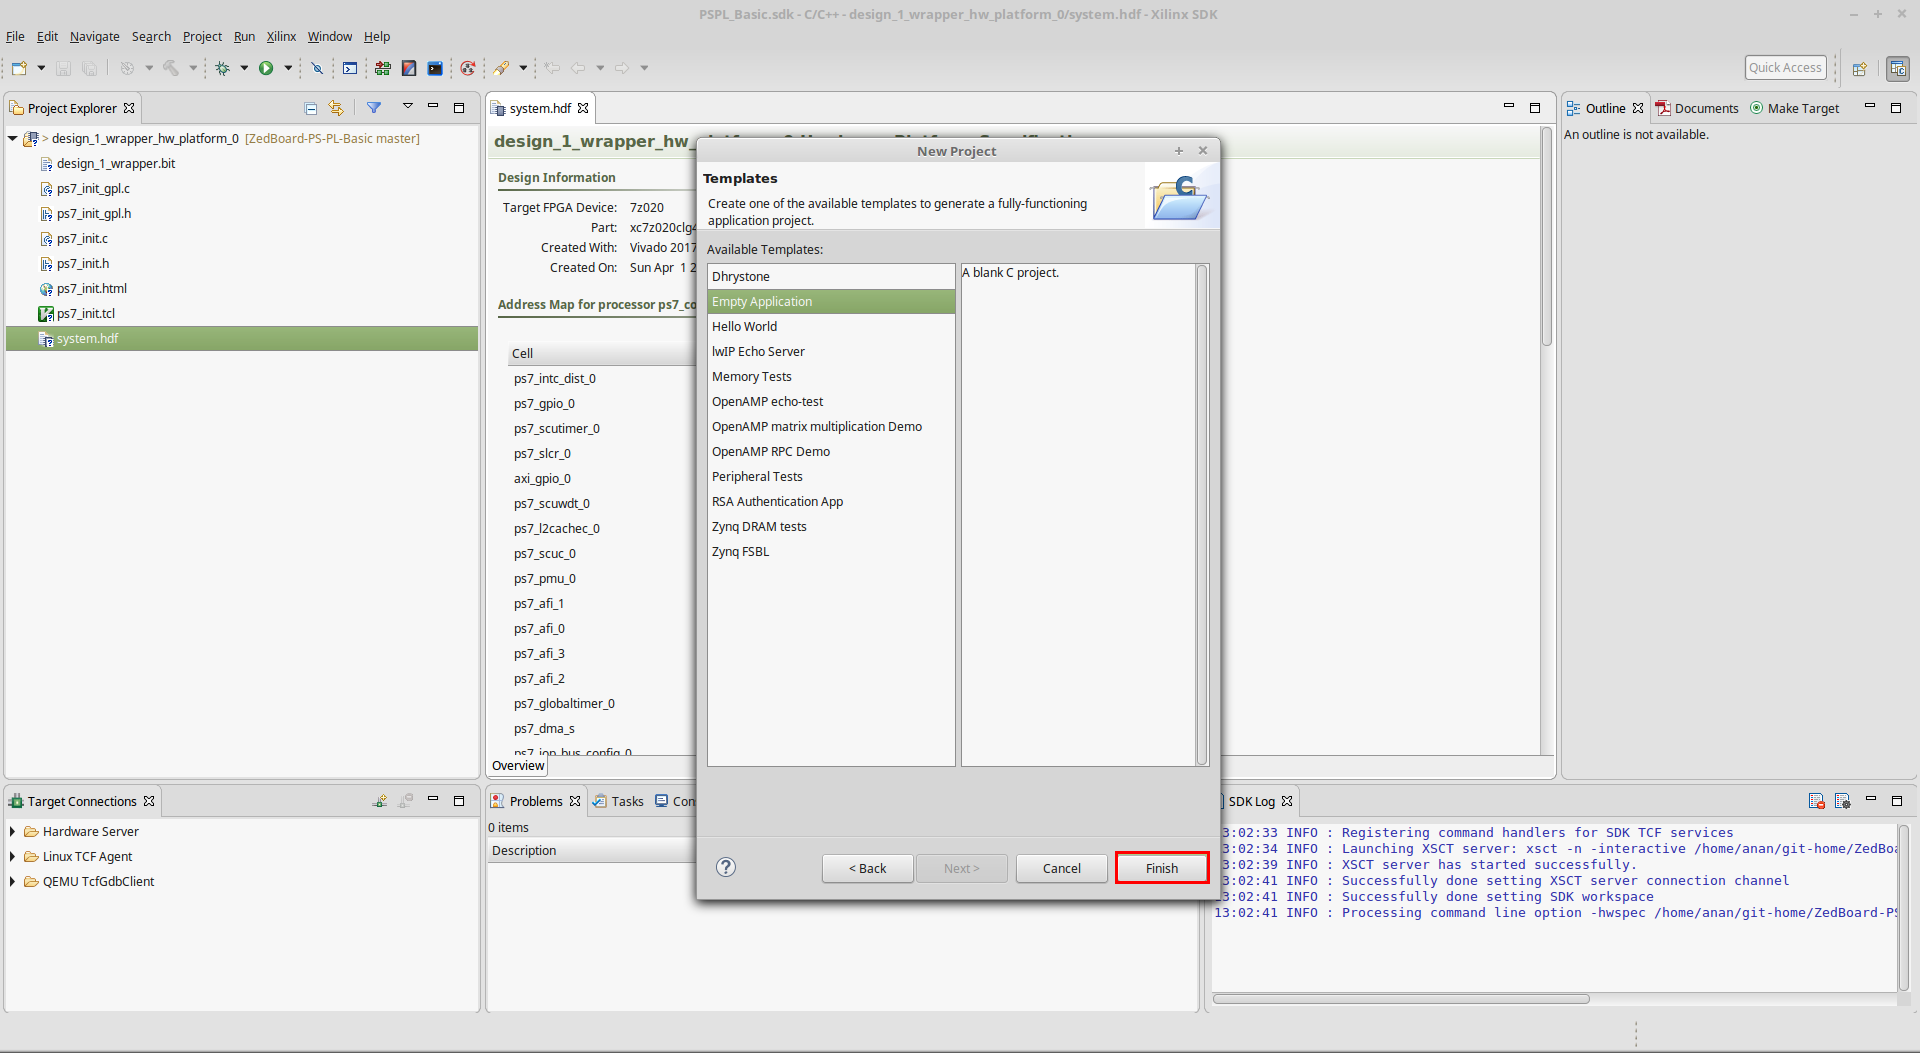 PSPL_Basic.sdk - C/C++ - design_1_wrapper_hw_platform_0/system.hdf - Xilinx SDK
File Edit Navigate Search Project Run Xilinx Window Help
Quick Access
Project Explorer
> design_1_wrapper_hw_platform_0 [ZedBoard-PS-PL-Basic master]
design_1_wrapper.bit
ps7_init_gpl.c
ps7_init_gpl.h
ps7_init.c
ps7_init.h
ps7_init.html
ps7_init.tcl
system.hdf
system.hdf
design_1_wrapper_hw_
Design Information
Target FPGA Device: 7z020
Part: xc7z020clg4
Created With: Vivado 2017
Created On: Sun Apr 1 2
Address Map for processor ps7_co
Cell
ps7_intc_dist_0
ps7_gpio_0
ps7_scutimer_0
ps7_slcr_0
axi_gpio_0
ps7_scuwdt_0
ps7_l2cachec_0
ps7_scuc_0
ps7_pmu_0
ps7_afi_1
ps7_afi_0
ps7_afi_3
ps7_afi_2
ps7_globaltimer_0
ps7_dma_s
ps7_iop_bus_config_0
Overview
New Project
Templates
Create one of the available templates to generate a fully-functioning
application project.
Available Templates:
Dhrystone
Empty Application
Hello World
lwIP Echo Server
Memory Tests
OpenAMP echo-test
OpenAMP matrix multiplication Demo
OpenAMP RPC Demo
Peripheral Tests
RSA Authentication App
Zynq DRAM tests
Zynq FSBL
A blank C project.
< Back Next > Cancel Finish
Outline Documents Make Target
An outline is not available.
Target Connections
Hardware Server
Linux TCF Agent
QEMU TcfGdbClient
Problems Tasks Con
0 items
Description
SDK Log
3:02:33 INFO : Registering command handlers for SDK TCF services
3:02:34 INFO : Launching XSCT server: xsct -n -interactive /home/anan/git-home/ZedBoa
3:02:39 INFO : XSCT server has started successfully.
3:02:41 INFO : Successfully done setting XSCT server connection channel
3:02:41 INFO : Successfully done setting SDK workspace
13:02:41 INFO : Processing command line option -hwspec /home/anan/git-home/ZedBoard-PS